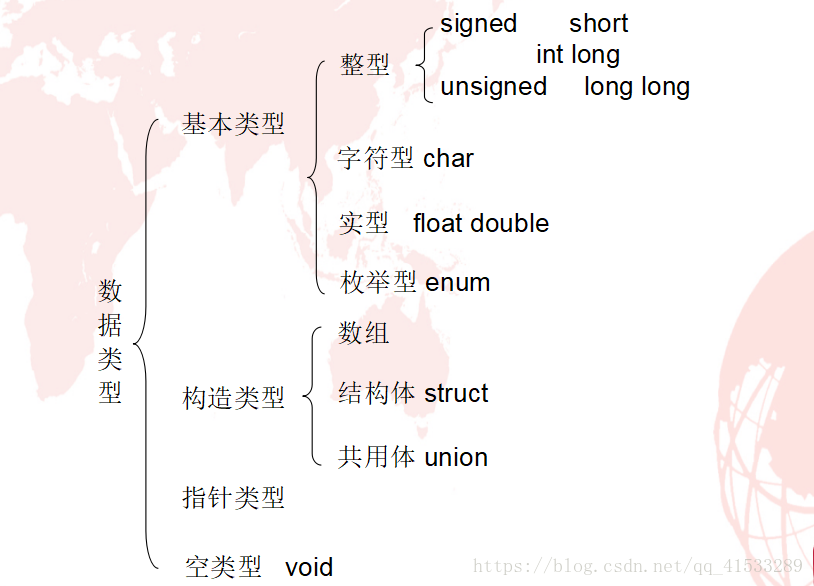 signed short
整型 int long
unsigned long long
基本类型
字符型 char
实型 float double
枚举型 enum
数据类型
数组
构造类型
结构体 struct
共用体 union
指针类型
空类型 void
https://blog.csdn.net/qq_41533289